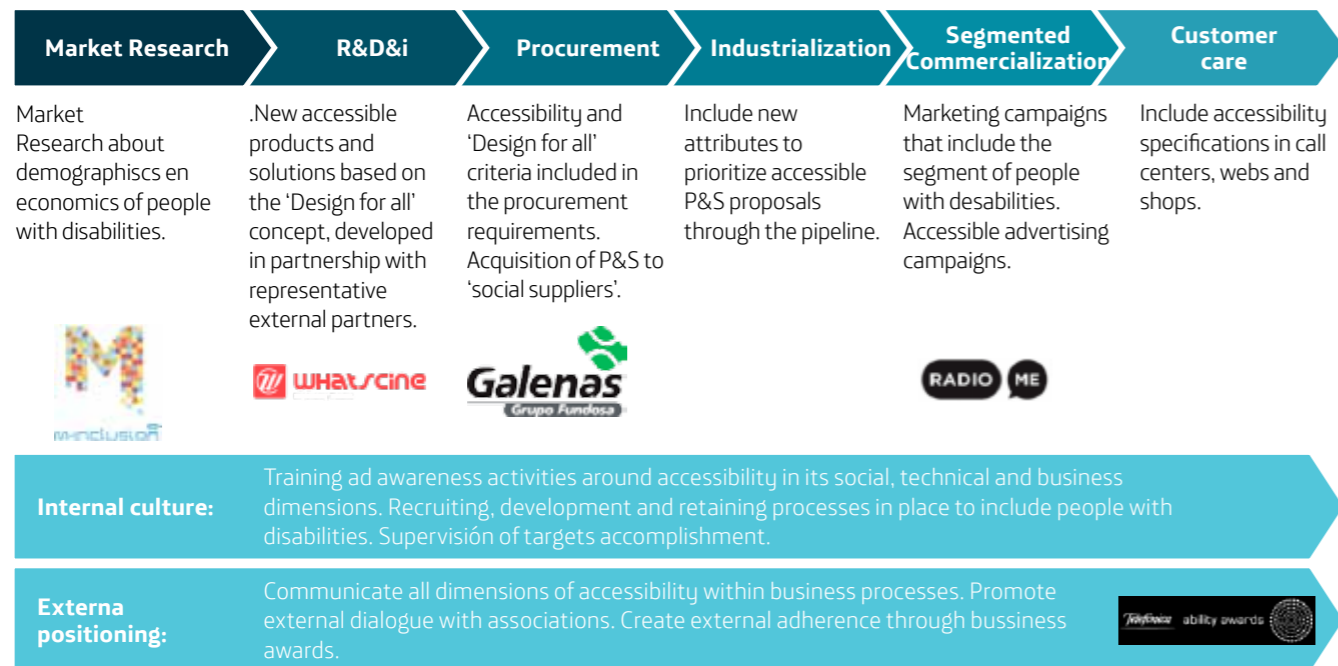 Market Research
R&D&i
Procurement
Industrialization
Segmented
Commercialization
Customer
care
Market
Research about
demographiscs en
economics of people
with disabilities.
.New accessible
products and
solutions based on
the ‘Design for all’
concept, developed
in partnership with
representative
external partners.
Accessibility and
‘Design for all’
criteria included in
the procurement
requirements.
Acquisition of P&S to
‘social suppliers’.
Include new
attributes to
prioritize accessible
P&S proposals
through the pipeline.
Marketing campaigns
that include the
segment of people
with desabilities.
Accessible advertising
campaigns.
Include accessibility
specifications in call
centers, webs and
shops.
M
m-inclusion
W WHATSCINE
Galenas
Grupo Fundosa
RADIO ME
Internal culture:
Training ad awareness activities around accessibility in its social, technical and business
dimensions. Recruiting, development and retaining processes in place to include people with
disabilities. Supervisión of targets accomplishment.
Externa
positioning:
Communicate all dimensions of accessibility within business processes. Promote
external dialogue with associations. Create external adherence through bussiness
awards.
Telefónica ability awards